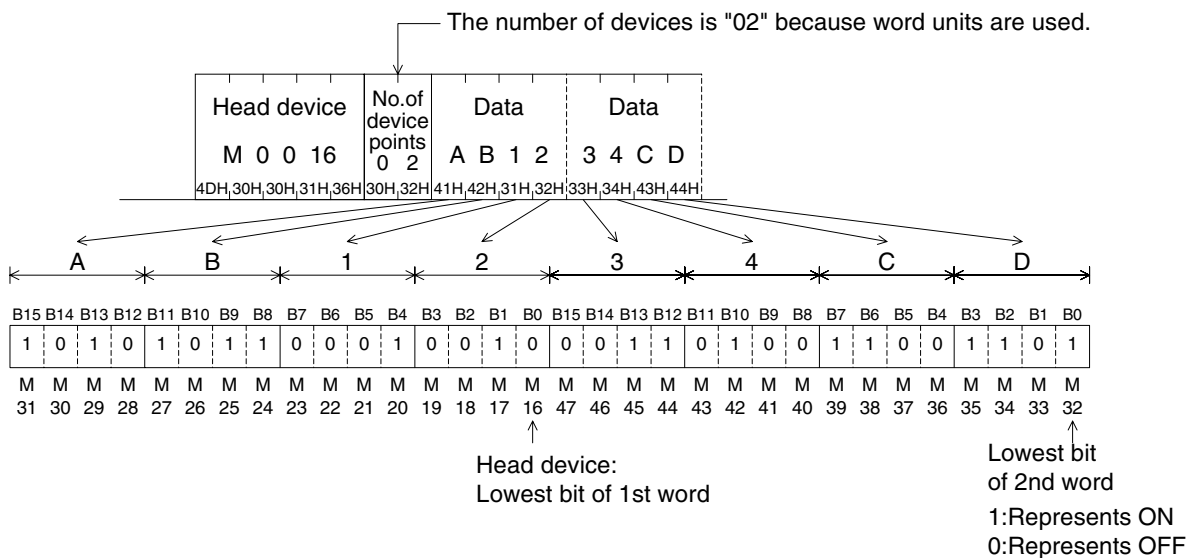 The number of devices is "02" because word units are used.
Head device
No.of
device
points
Data
Data
M 0 0 16
0 2
A B 1 2
3 4 C D
4DH 30H 30H 31H 36H 30H 32H 41H 42H 31H 32H 33H 34H 43H 44H
A B 1 2 3 4 C D
B15 B14 B13 B12 B11 B10 B9 B8 B7 B6 B5 B4 B3 B2 B1 B0 B15 B14 B13 B12 B11 B10 B9 B8 B7 B6 B5 B4 B3 B2 B1 B0
1 0 1 0 1 0 1 1 0 0 0 1 0 0 1 0 0 0 1 1 0 1 0 0 1 1 0 0 1 1 0 1
M M M M M M M M M M M M M M M M M M M M M M M M M M M M M M M M
31 30 29 28 27 26 25 24 23 22 21 20 19 18 17 16 47 46 45 44 43 42 41 40 39 38 37 36 35 34 33 32
Head device:
Lowest bit of 1st word
Lowest bit
of 2nd word
1:Represents ON
0:Represents OFF